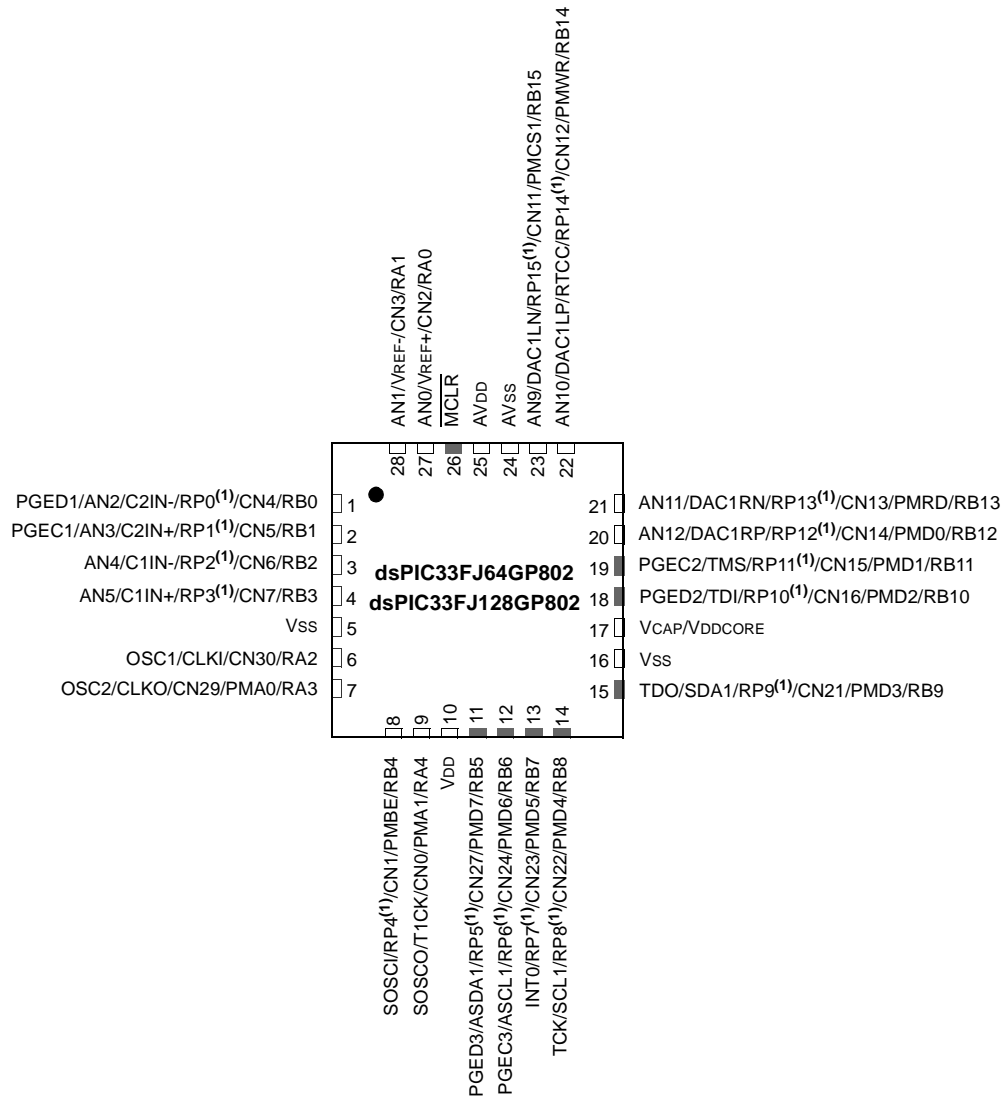 AN1/VREF-/CN3/RA1
AN0/VREF+/CN2/RA0
MCLR
AVDD
AVSS
AN9/DAC1LN/RP15(1)/CN11/PMCS1/RB15
AN10/DAC1LP/RTCC/RP14(1)/CN12/PMWR/RB14
28
27
26
25
24
23
22
PGED1/AN2/C2IN-/RP0(1)/CN4/RB0
1
PGEC1/AN3/C2IN+/RP1(1)/CN5/RB1
2
AN4/C1IN-/RP2(1)/CN6/RB2
3
AN5/C1IN+/RP3(1)/CN7/RB3
4
VSS
5
OSC1/CLKI/CN30/RA2
6
OSC2/CLKO/CN29/PMA0/RA3
7
dsPIC33FJ64GP802
dsPIC33FJ128GP802
21
AN11/DAC1RN/RP13(1)/CN13/PMRD/RB13
20
AN12/DAC1RP/RP12(1)/CN14/PMD0/RB12
19
PGEC2/TMS/RP11(1)/CN15/PMD1/RB11
18
PGED2/TDI/RP10(1)/CN16/PMD2/RB10
17
VCAP/VDDCORE
16
VSS
15
TDO/SDA1/RP9(1)/CN21/PMD3/RB9
8
9
10
11
12
13
14
SOSCI/RP4(1)/CN1/PMBE/RB4
SOSCO/T1CK/CN0/PMA1/RA4
VDD
PGED3/ASDA1/RP5(1)/CN27/PMD7/RB5
PGEC3/ASCL1/RP6(1)/CN24/PMD6/RB6
INT0/RP7(1)/CN23/PMD5/RB7
TCK/SCL1/RP8(1)/CN22/PMD4/RB8